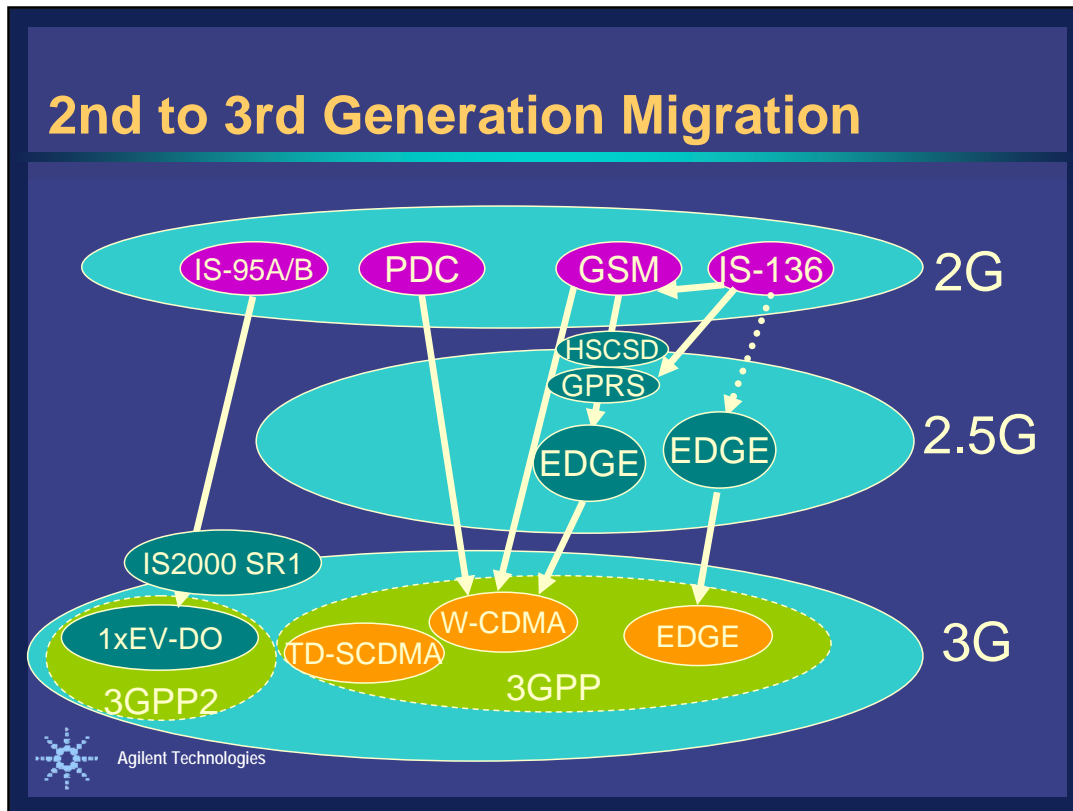 2nd to 3rd Generation Migration
IS-95A/B
PDC
GSM
IS-136
2G
HSCSD
GPRS
EDGE
EDGE
2.5G
IS2000 SR1
1xEV-DO
TD-SCDMA
W-CDMA
EDGE
3G
3GPP2
3GPP
Agilent Technologies